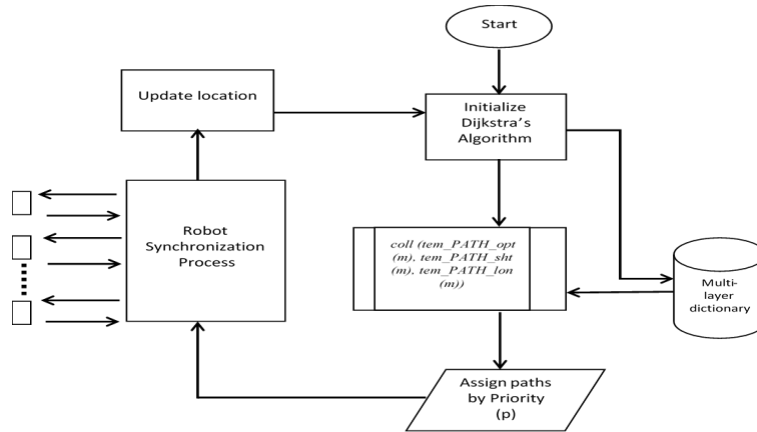 Start
Update location
Initialize
Dijkstra's
Algorithm
Robot
Synchronization
Process
coll (tem_PATH_opt
(m), tem_PATH_sht
(m), tem_PATH_lon
(m))
Multi-
layer
dictionary
Assign paths
by Priority
(p)